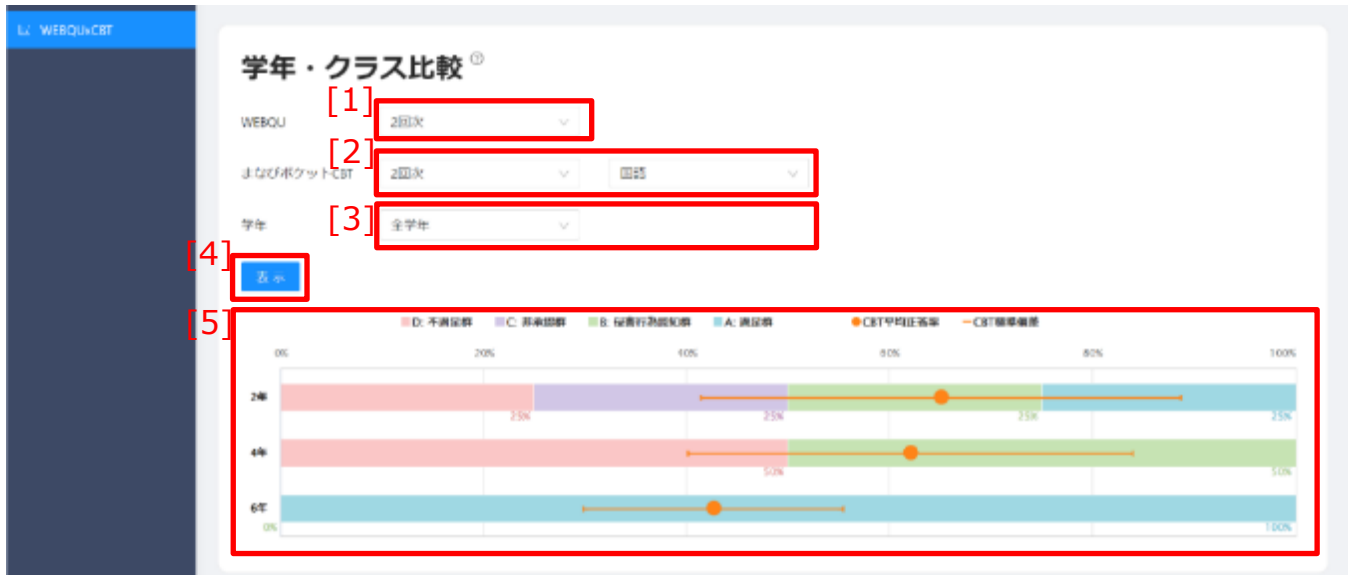 WEBQU×CBT
学年・クラス比較 ?
[1]
WEBQU 2回次
[2]
まなびポケットCBT 2回次 国語
学年 [3] 全学年
[4]
表示
[5]
D: 不満足群 C: 非承認群 B: 侵害行為認知群 A: 満足群 CBT平均正答率 CBT標準偏差
0% 20% 40% 60% 80% 100%
2年
25% 25% 25% 25%
4年
50% 50%
6年
0% 100%